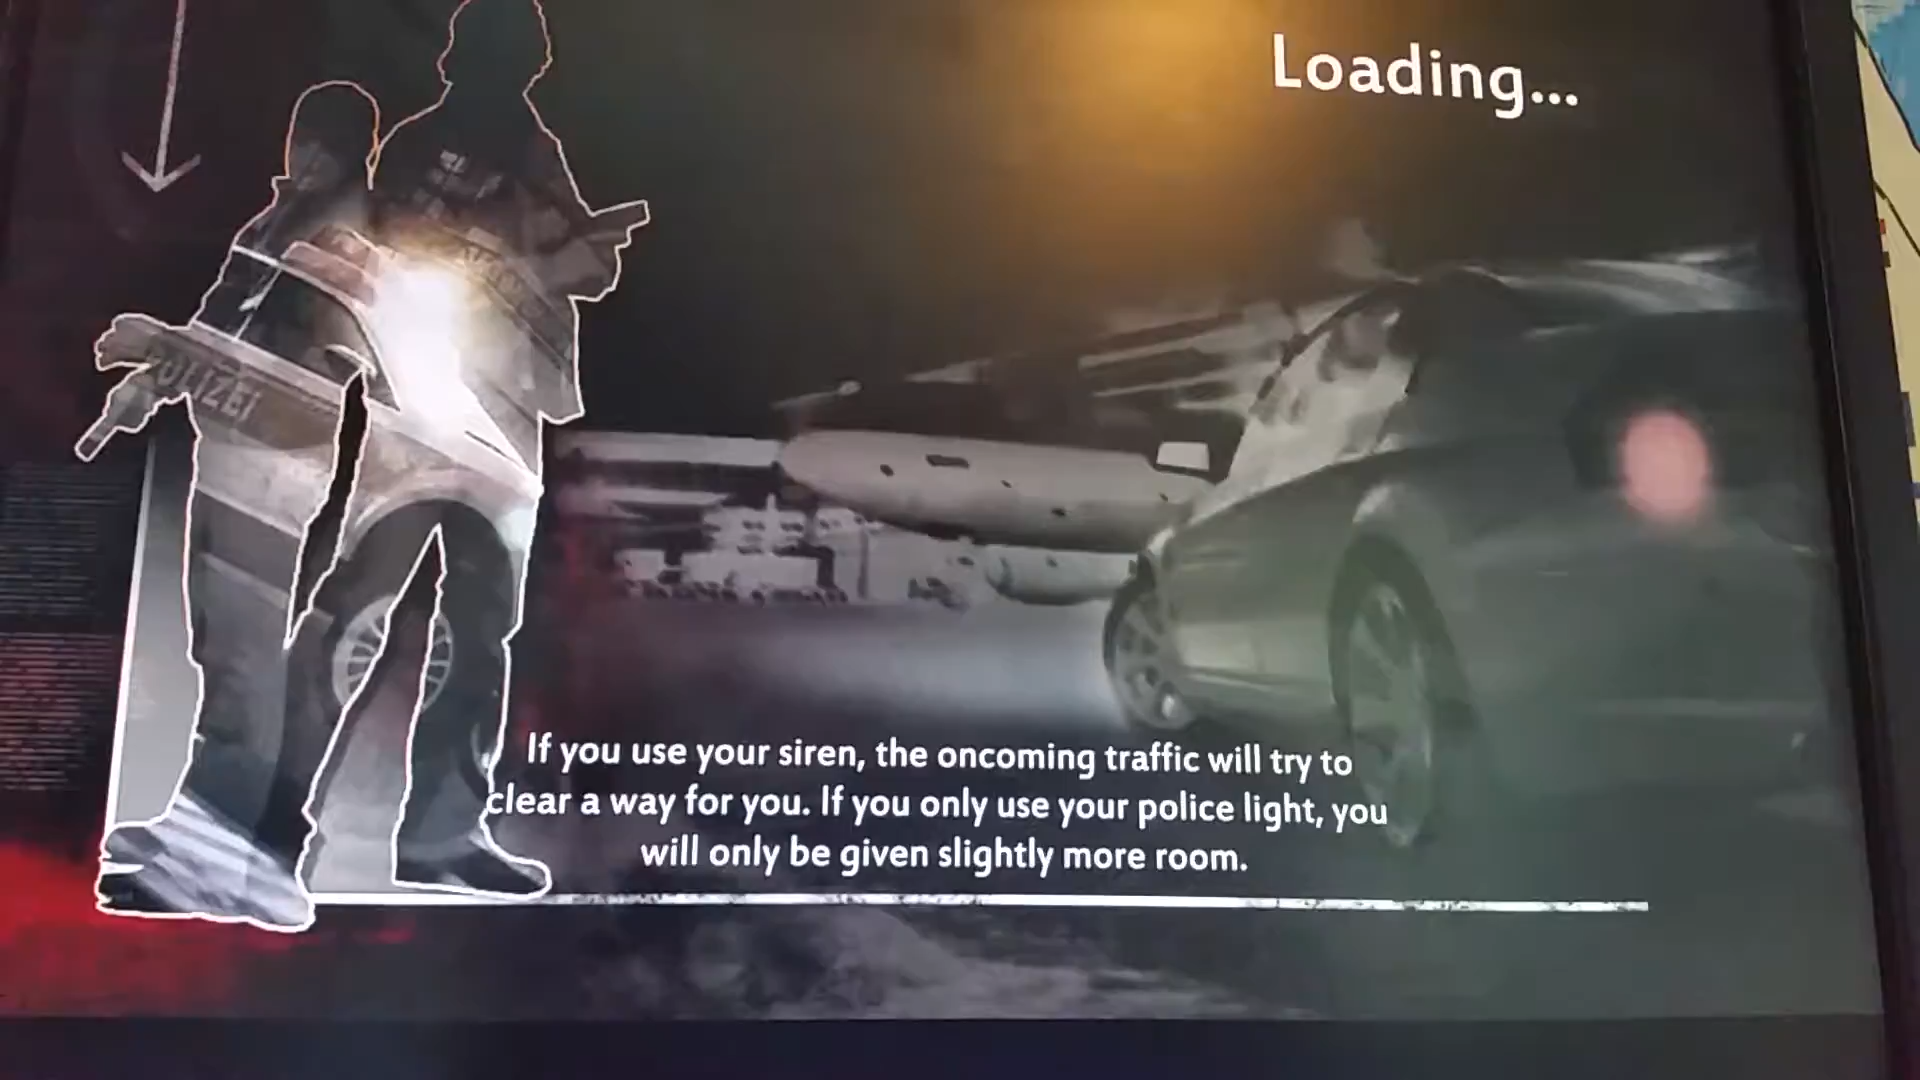 Loading...
POLIZEI
If you use your siren, the oncoming traffic will try to
clear a way for you. If you only use your police light, you
will only be given slightly more room.